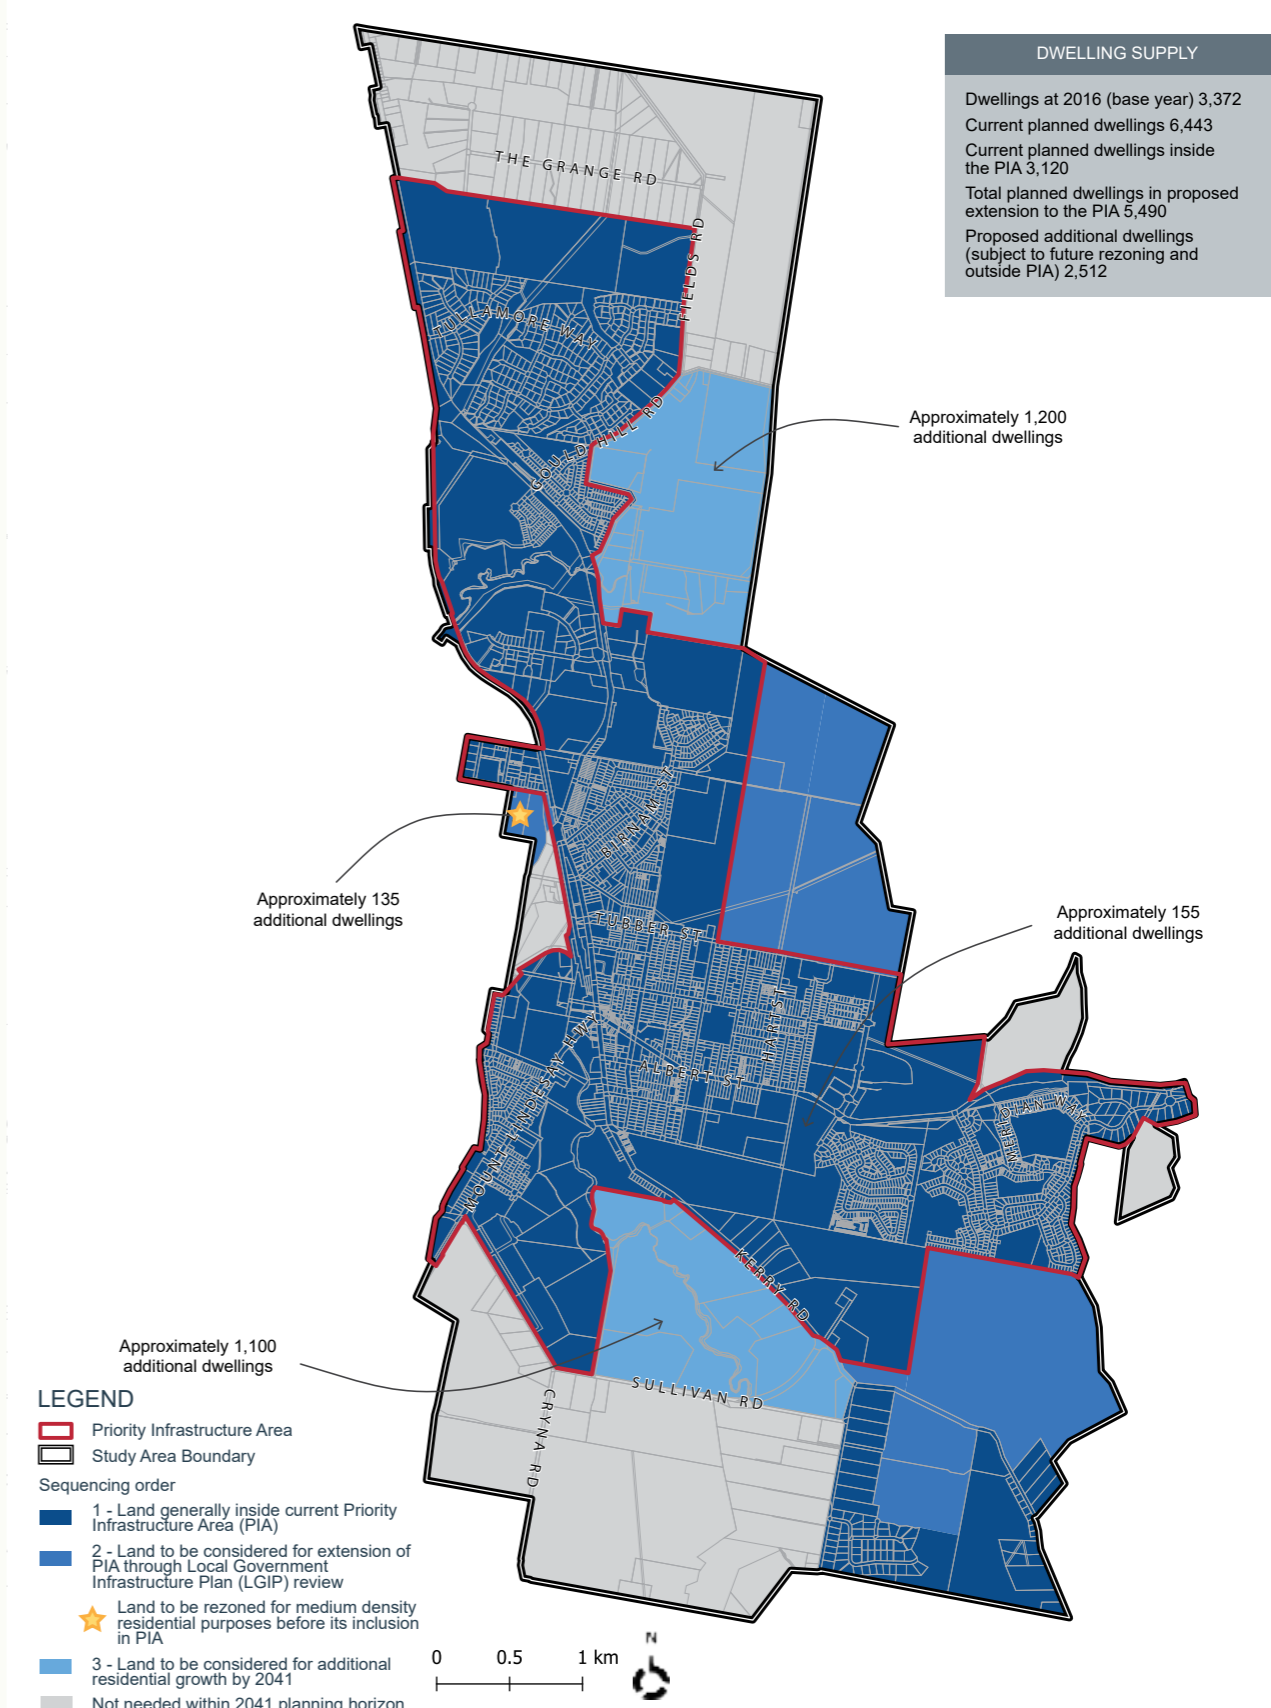 DWELLING SUPPLY
Dwellings at 2016 (base year) 3,372
Current planned dwellings 6,443
Current planned dwellings inside
the PIA 3,120
Total planned dwellings in proposed
extension to the PIA 5,490
Proposed additional dwellings
(subject to future rezoning and
outside PIA) 2,512
THE GRANGE RD
FIELDS RD
TULLAMORE WAY
GOULD HILL RD
Approximately 1,200
additional dwellings
BIRNAM ST
Approximately 135
additional dwellings
TUBBER ST
Approximately 155
additional dwellings
HART ST
MOUNT LINDESAY HWY
ALBERT ST
MERIDIAN WAY
KERRY RD
Approximately 1,100
additional dwellings
SULLIVAN RD
CRYNA RD
LEGEND
Priority Infrastructure Area
Study Area Boundary
Sequencing order
1 - Land generally inside current Priority
Infrastructure Area (PIA)
2 - Land to be considered for extension of
PIA through Local Government
Infrastructure Plan (LGIP) review
Land to be rezoned for medium density
residential purposes before its inclusion
in PIA
3 - Land to be considered for additional
residential growth by 2041
Not needed within 2041 planning horizon
0 0.5 1 km
N